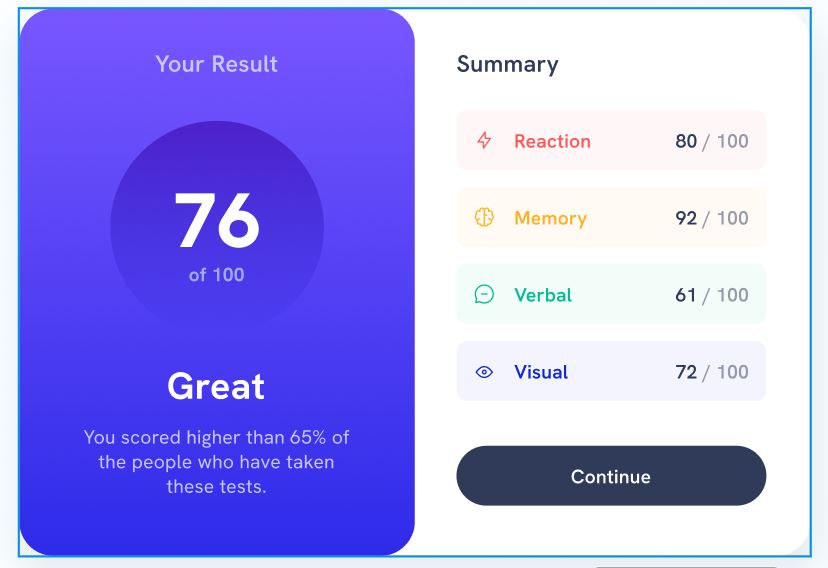 Your Result
76
of 100
Great
You scored higher than 65% of
the people who have taken
these tests.
Summary
Reaction 80 / 100
Memory 92 / 100
Verbal 61 / 100
Visual 72 / 100
Continue